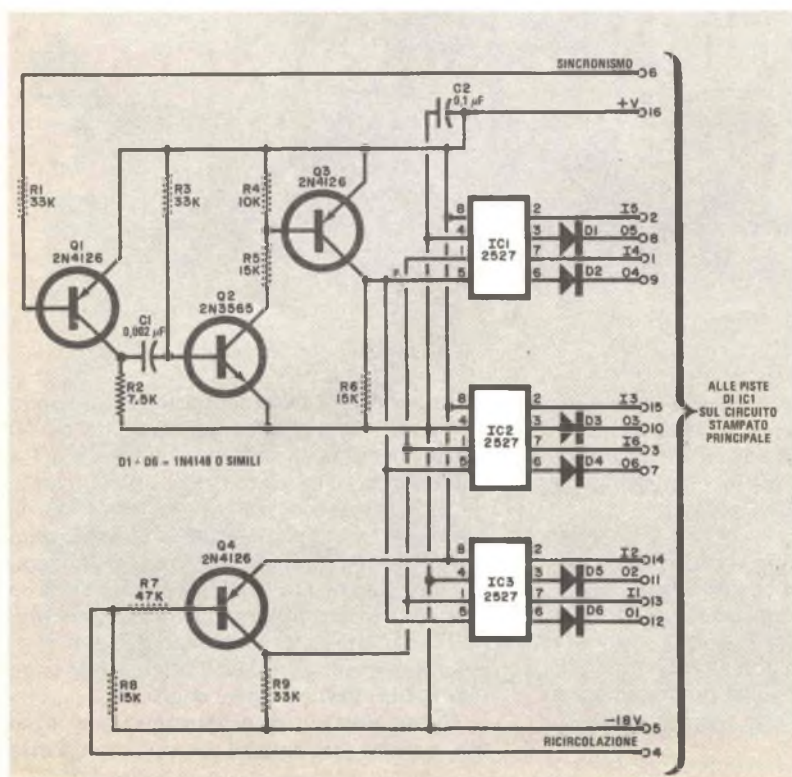 SINCRONISMO
6
C2
0,1 µF
+V
16
R1
33K
R3
33K
R4
10K
Q3
2N4126
Q1
2N4126
R5
15K
C1
0,002 µF
Q2
2N3565
R2
7.5K
R6
15K
D1 - D6 = 1N4148 O SIMILI
8
4
1
5
IC1
2527
2
3
7
6
D1
D2
I5
2
O5
8
I4
1
O4
9
8
4
1
5
IC2
2527
2
3
7
6
D3
D4
I3
15
O3
10
I6
3
O6
7
ALLE PISTE
DI IC1
SUL CIRCUITO
STAMPATO
PRINCIPALE
Q4
2N4126
R7
47K
R8
15K
R9
33K
8
4
1
5
IC3
2527
2
3
7
6
D5
D6
I2
14
O2
11
I1
13
O1
12
-18V
5
RICIRCOLAZIONE
4